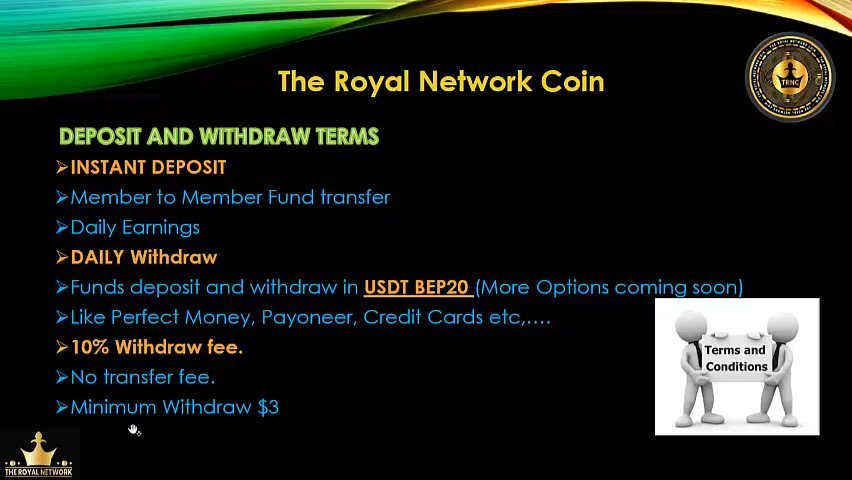 The Royal Network Coin
TRNC
DEPOSIT AND WITHDRAW TERMS
INSTANT DEPOSIT
Member to Member Fund transfer
Daily Earnings
DAILY Withdraw
Funds deposit and withdraw in USDT BEP20 (More Options coming soon)
Like Perfect Money, Payoneer, Credit Cards etc,....
10% Withdraw fee.
No transfer fee.
Minimum Withdraw $3
Terms and
Conditions
THE ROYAL NETWORK